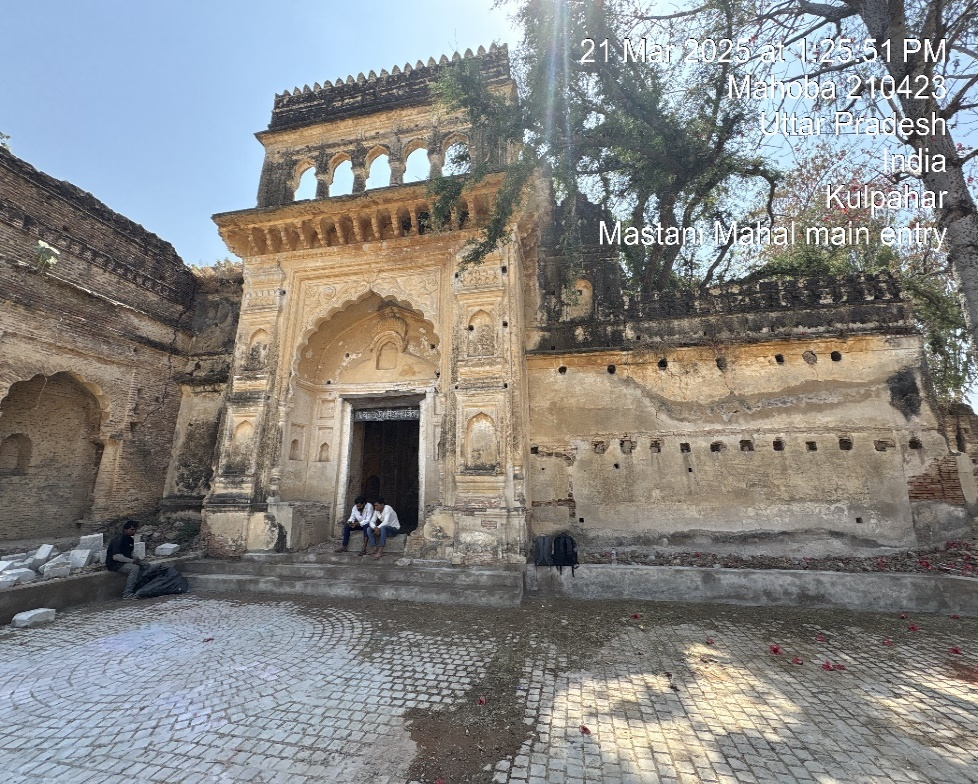 21 Mar 2025 at 1:25:51 PM
Mahoba 210423
Uttar Pradesh
India
Kulpahar
Mastani Mahal main entry